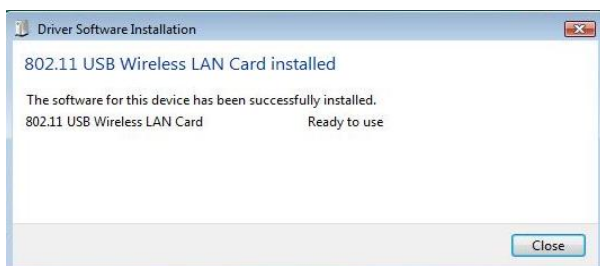 Driver Software Installation
802.11 USB Wireless LAN Card installed
The software for this device has been successfully installed.
802.11 USB Wireless LAN Card Ready to use
Close